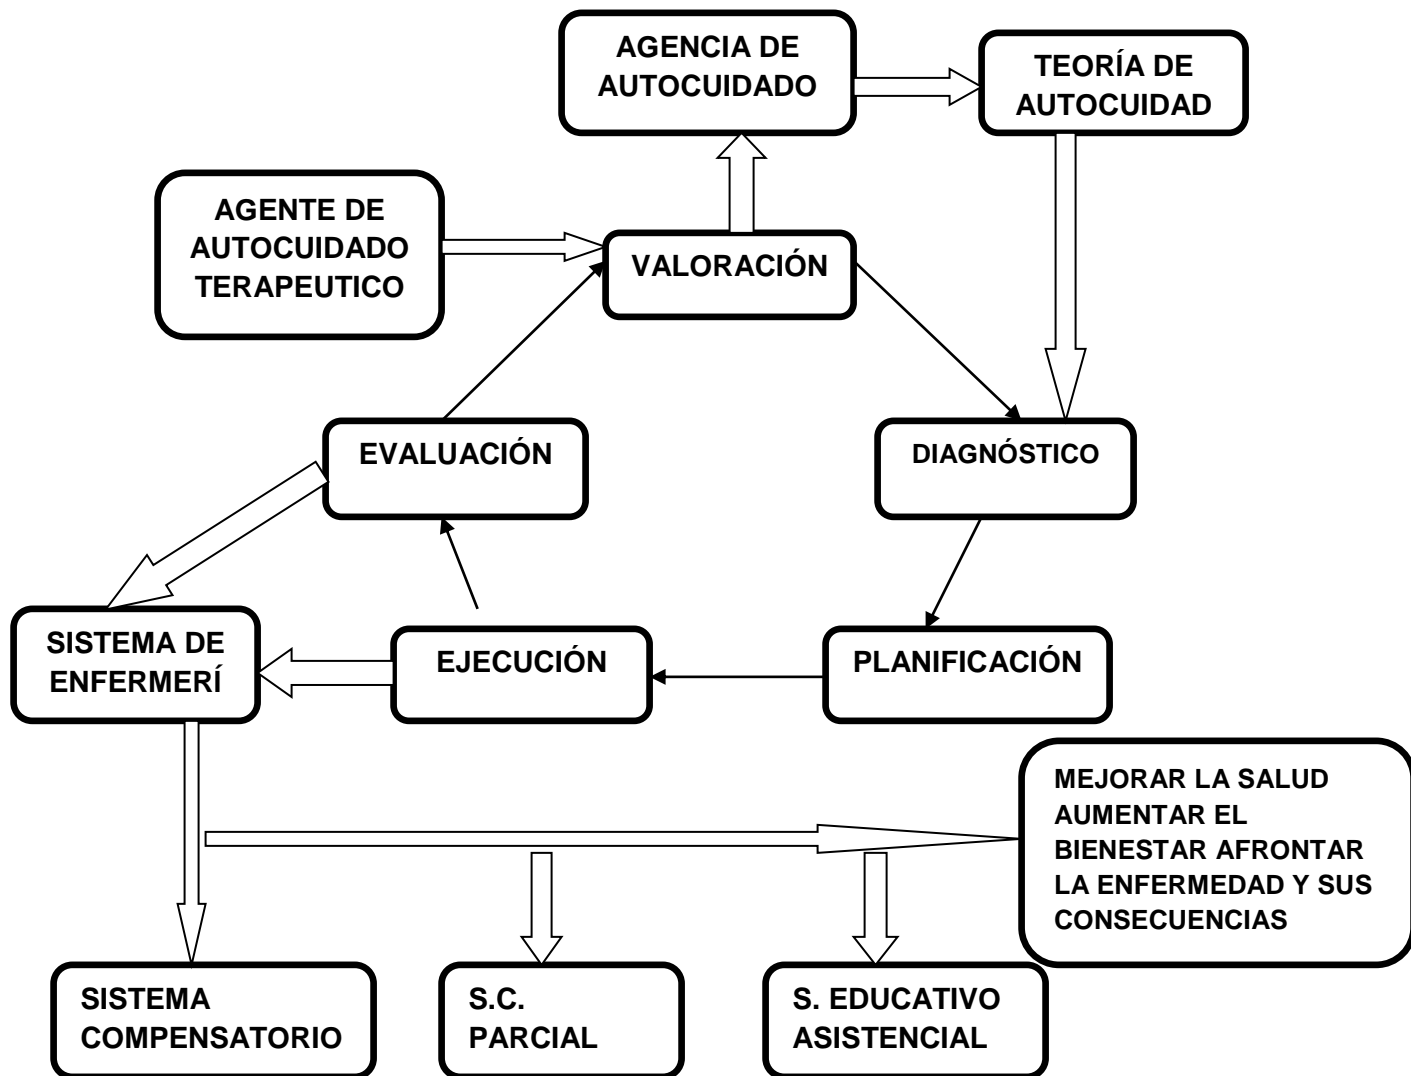 AGENCIA DE
AUTOCUIDADO
TEORÍA DE
AUTOCUIDAD
AGENTE DE
AUTOCUIDADO
TERAPEUTICO
VALORACIÓN
EVALUACIÓN
DIAGNÓSTICO
SISTEMA DE
ENFERMERÍ
EJECUCIÓN
PLANIFICACIÓN
MEJORAR LA SALUD
AUMENTAR EL
BIENESTAR AFRONTAR
LA ENFERMEDAD Y SUS
CONSECUENCIAS
SISTEMA
COMPENSATORIO
S.C.
PARCIAL
S. EDUCATIVO
ASISTENCIAL